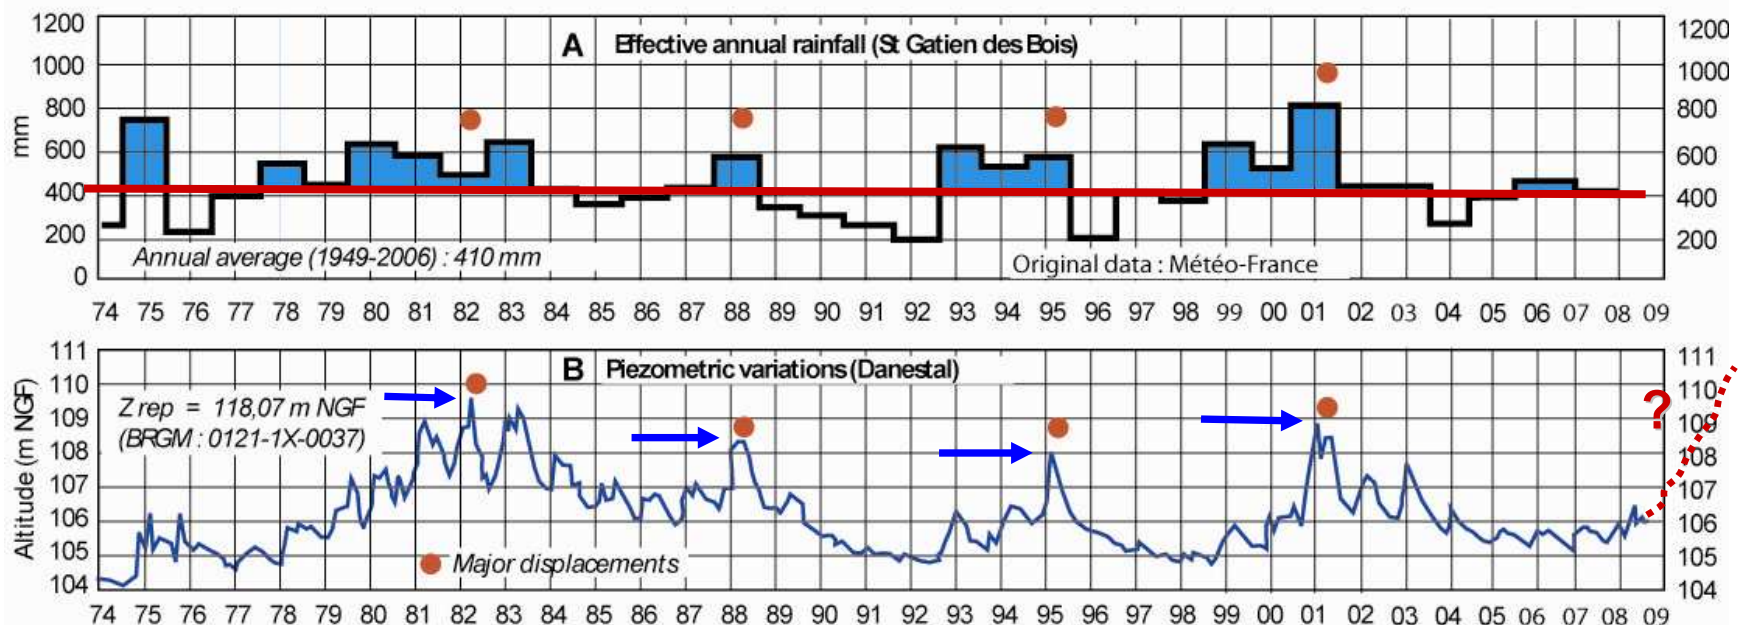 1200 1200
A Effective annual rainfall (St Gatien des Bois)
1000 1000
800 800
mm
600 600
400 400
200 200
Annual average (1949-2006) : 410 mm
Original data : Météo-France
0
74 75 76 77 78 79 80 81 82 83 84 85 86 87 88 89 90 91 92 93 94 95 96 97 98 99 00 01 02 03 04 05 06 07 08 09
111 111
B Piezometric variations (Danestal)
110 110
Z rep = 118,07 m NGF
?
109 109
(BRGM : 0121-1X-0037)
108 108
Altitude (m NGF)
107 107
106 106
105 105
Major displacements
104 104
74 75 76 77 78 79 80 81 82 83 84 85 86 87 88 89 90 91 92 93 94 95 96 97 98 99 00 01 02 03 04 05 06 07 08 09